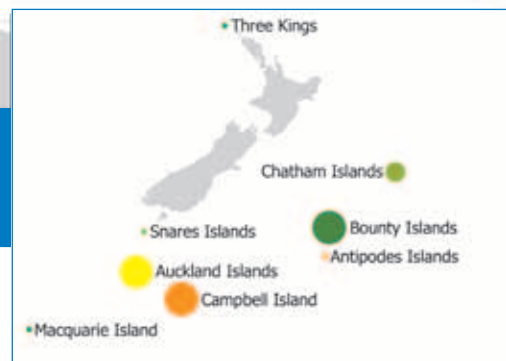 Three Kings
Chatham Islands
Snares Islands
Bounty Islands
Antipodes Islands
Auckland Islands
Campbell Island
Macquarie Island